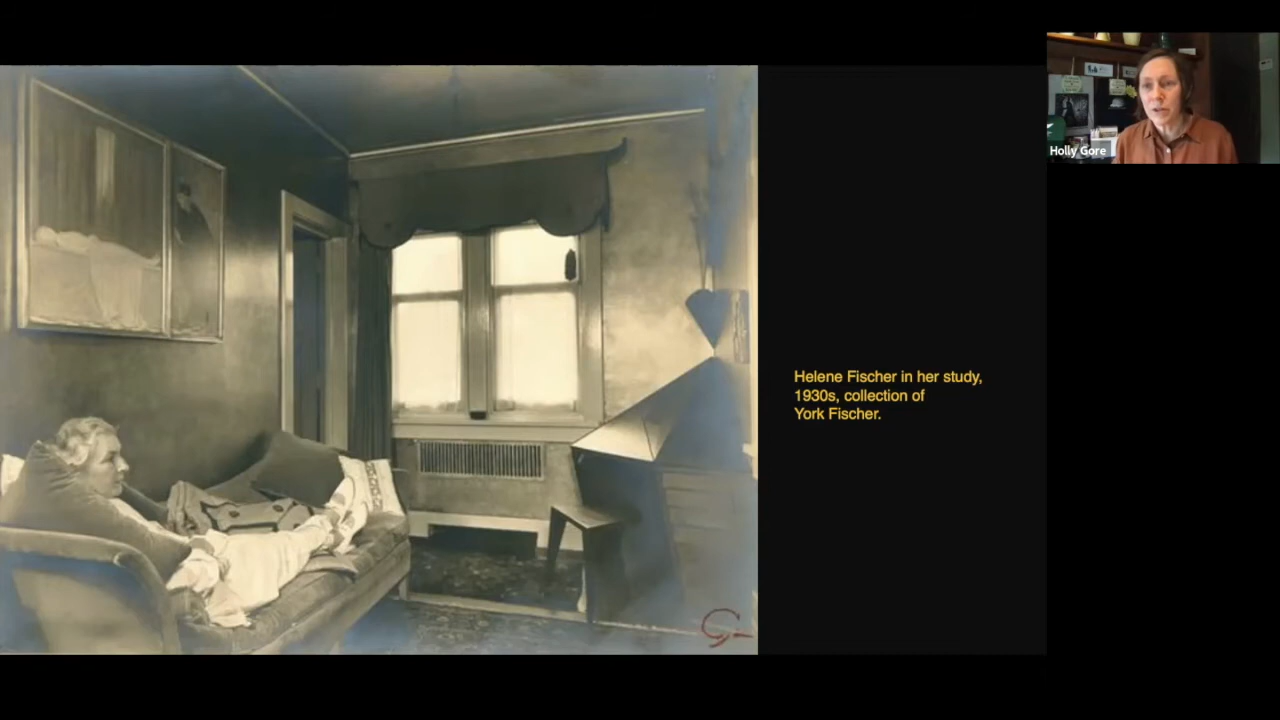 Holly Gore
Helene Fischer in her study,
1930s, collection of
York Fischer.